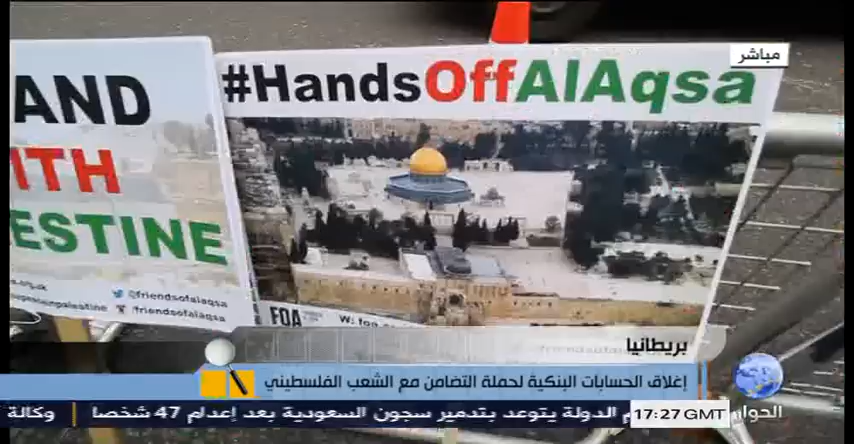 مباشر
#HandsOffAlAqsa
AND
ITH
ESTINE
@friendsofalaqsa
/friendsofalaqsa
FOA
بريطانيا
إغلاق الحسابات البنكية لحملة التضامن مع الشعب الفلسطيني
الدولة يتوعد بتدمير سجون السعودية بعد إعدام 47 شخصا | وكالة
17:27 GMT
الحوار